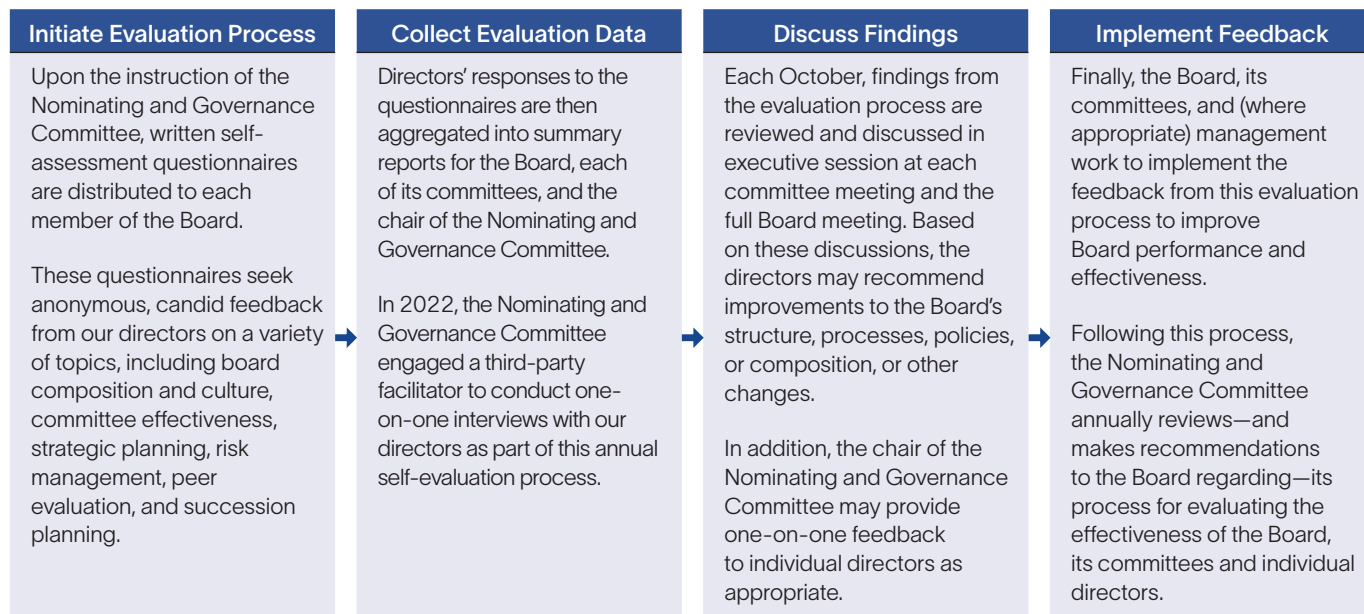 Initiate Evaluation Process
Upon the instruction of the
Nominating and Governance
Committee, written self-
assessment questionnaires
are distributed to each
member of the Board.
These questionnaires seek
anonymous, candid feedback
from our directors on a variety
of topics, including board
composition and culture,
committee effectiveness,
strategic planning, risk
management, peer
evaluation, and succession
planning.
Collect Evaluation Data
Directors’ responses to the
questionnaires are then
aggregated into summary
reports for the Board, each
of its committees, and the
chair of the Nominating and
Governance Committee.
In 2022, the Nominating and
Governance Committee
engaged a third-party
facilitator to conduct one-
on-one interviews with our
directors as part of this annual
self-evaluation process.
Discuss Findings
Each October, findings from
the evaluation process are
reviewed and discussed in
executive session at each
committee meeting and the
full Board meeting. Based
on these discussions, the
directors may recommend
improvements to the Board’s
structure, processes, policies,
or composition, or other
changes.
In addition, the chair of the
Nominating and Governance
Committee may provide
one-on-one feedback
to individual directors as
appropriate.
Implement Feedback
Finally, the Board, its
committees, and (where
appropriate) management
work to implement the
feedback from this evaluation
process to improve
Board performance and
effectiveness.
Following this process,
the Nominating and
Governance Committee
annually reviews—and
makes recommendations
to the Board regarding—its
process for evaluating the
effectiveness of the Board,
its committees and individual
directors.